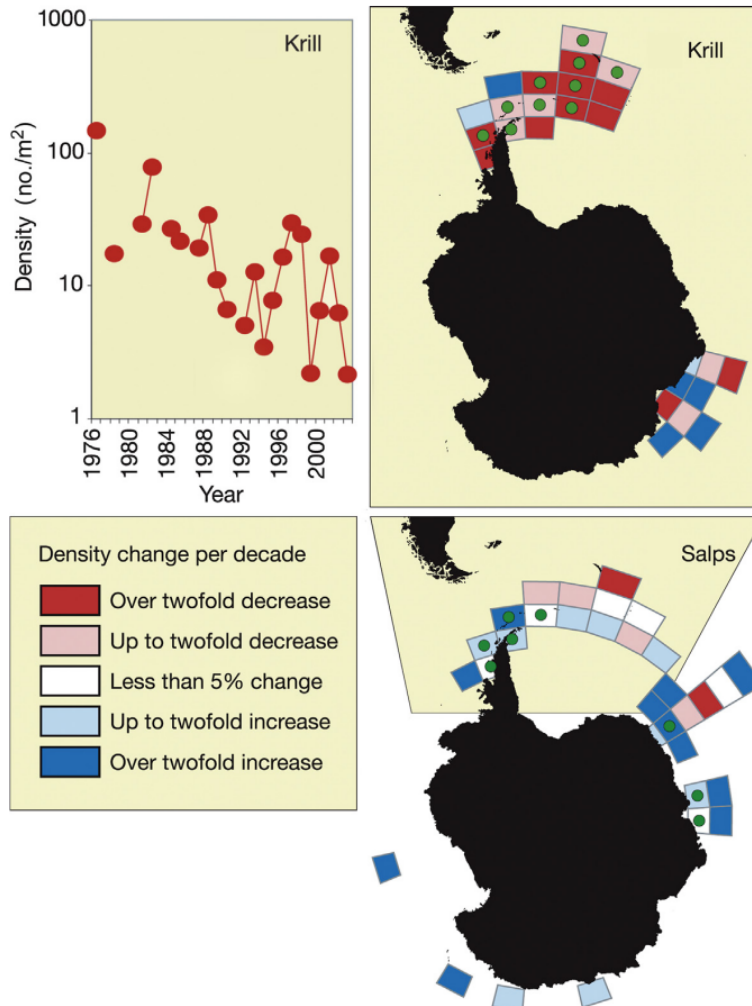 Krill
1000
100
10
1
Density (no./m²)
1976
1980
1984
1988
1992
1996
2000
Year
Krill
Density change per decade
Over twofold decrease
Up to twofold decrease
Less than 5% change
Up to twofold increase
Over twofold increase
Salps